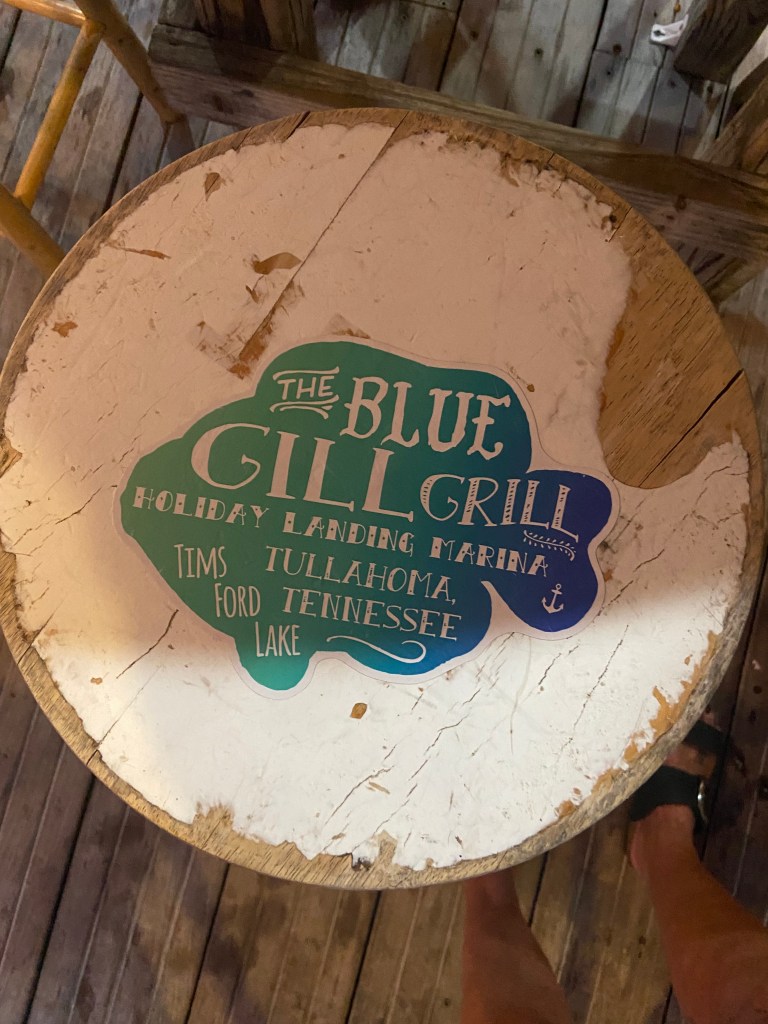 THE BLUE
GILL GRILL
HOLIDAY LANDING MARINA
TIMS
FORD
LAKE
TULLAHOMA,
TENNESSEE